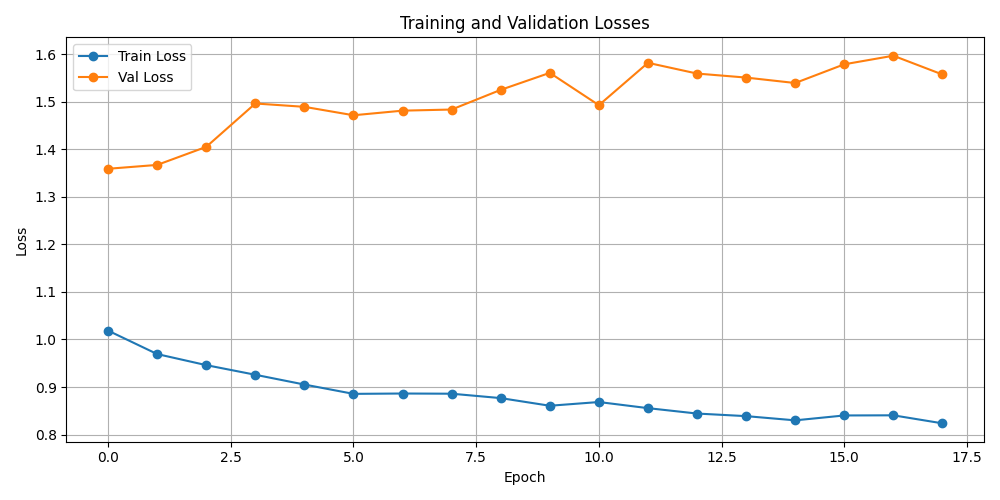 Training and Validation Losses
Train Loss
Val Loss
1.6
1.5
1.4
1.3
1.2
1.1
1.0
0.9
0.8
Loss
0.0 2.5 5.0 7.5 10.0 12.5 15.0 17.5
Epoch